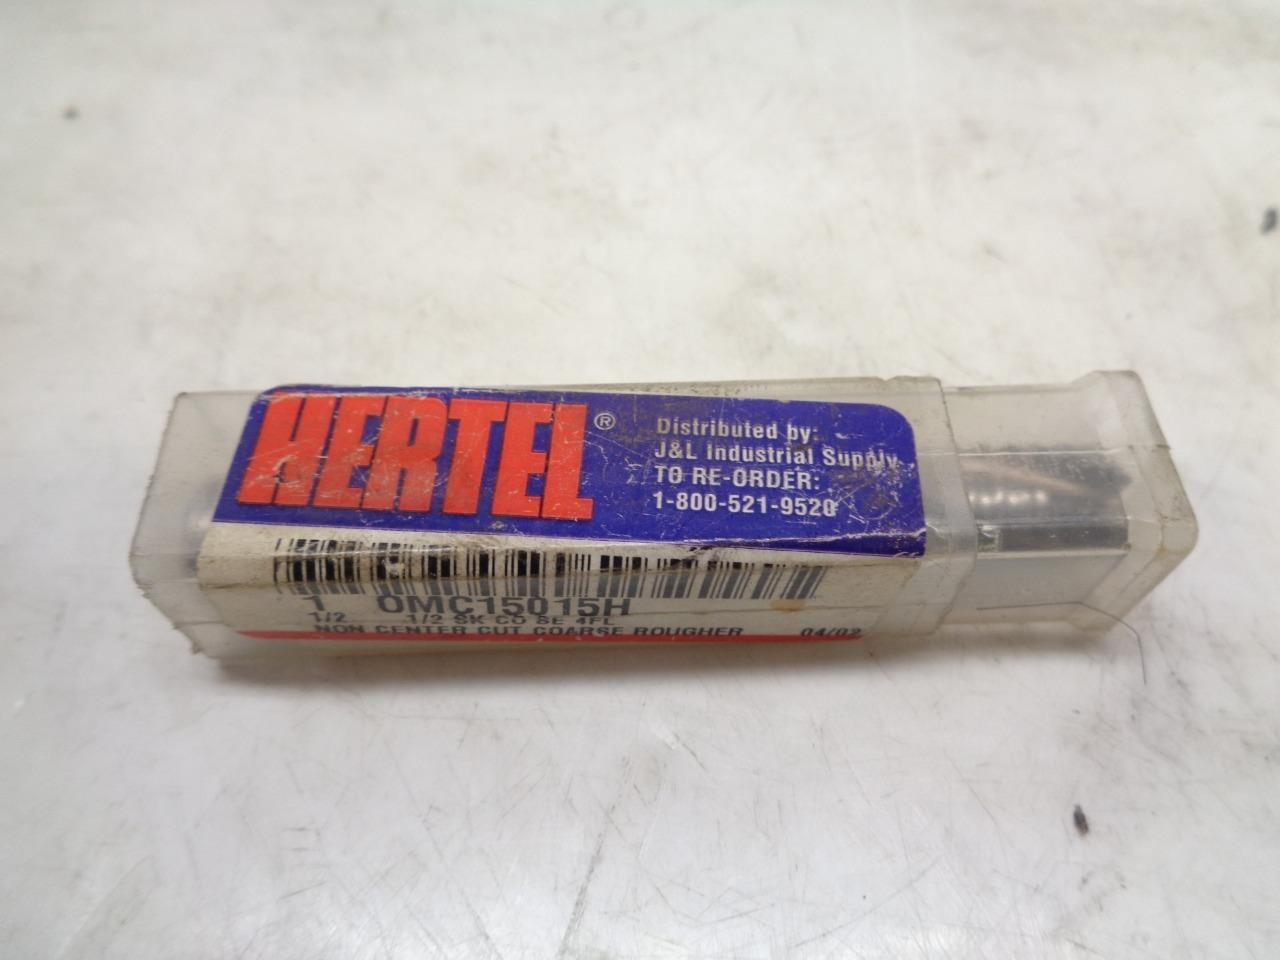 HERTEL®
Distributed by:
J&L Industrial Supply
TO RE-ORDER:
1-800-521-9520
1 OMC15015H
1/2 1/2 SK CO SE 4FL
NON CENTER CUT COARSE ROUGHER 04/02